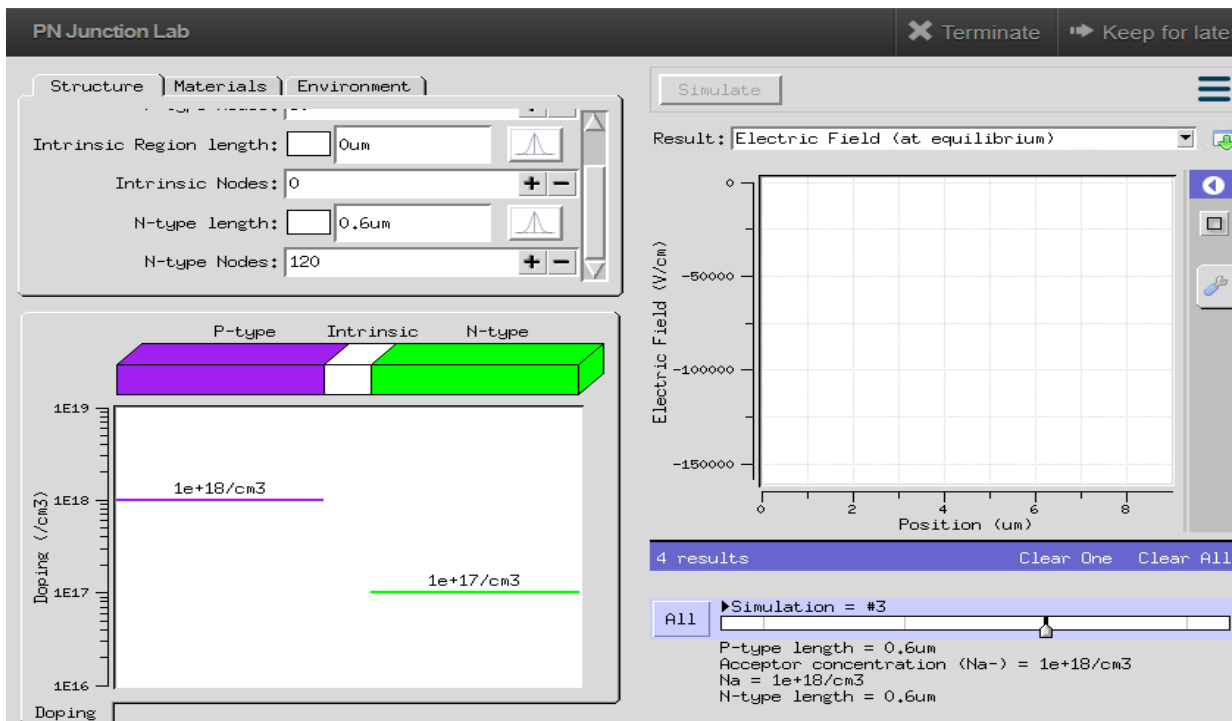 PN Junction Lab
Terminate
Keep for late
Structure
Materials
Environment
Intrinsic Region length:
0um
Intrinsic Nodes:
0
+ −
N-type length:
0.6um
N-type Nodes:
120
+ −
P-type
Intrinsic
N-type
1E19
1E18
1E17
1E16
Doping (/cm3)
1e+18/cm3
1e+17/cm3
Doping
Simulate
Result:
Electric Field (at equilibrium)
Electric Field (V/cm)
0
-50000
-100000
-150000
0
2
4
6
8
Position (um)
4 results
Clear One
Clear All
All
Simulation = #3
P-type length = 0.6um
Acceptor concentration (Na-) = 1e+18/cm3
Na = 1e+18/cm3
N-type length = 0.6um